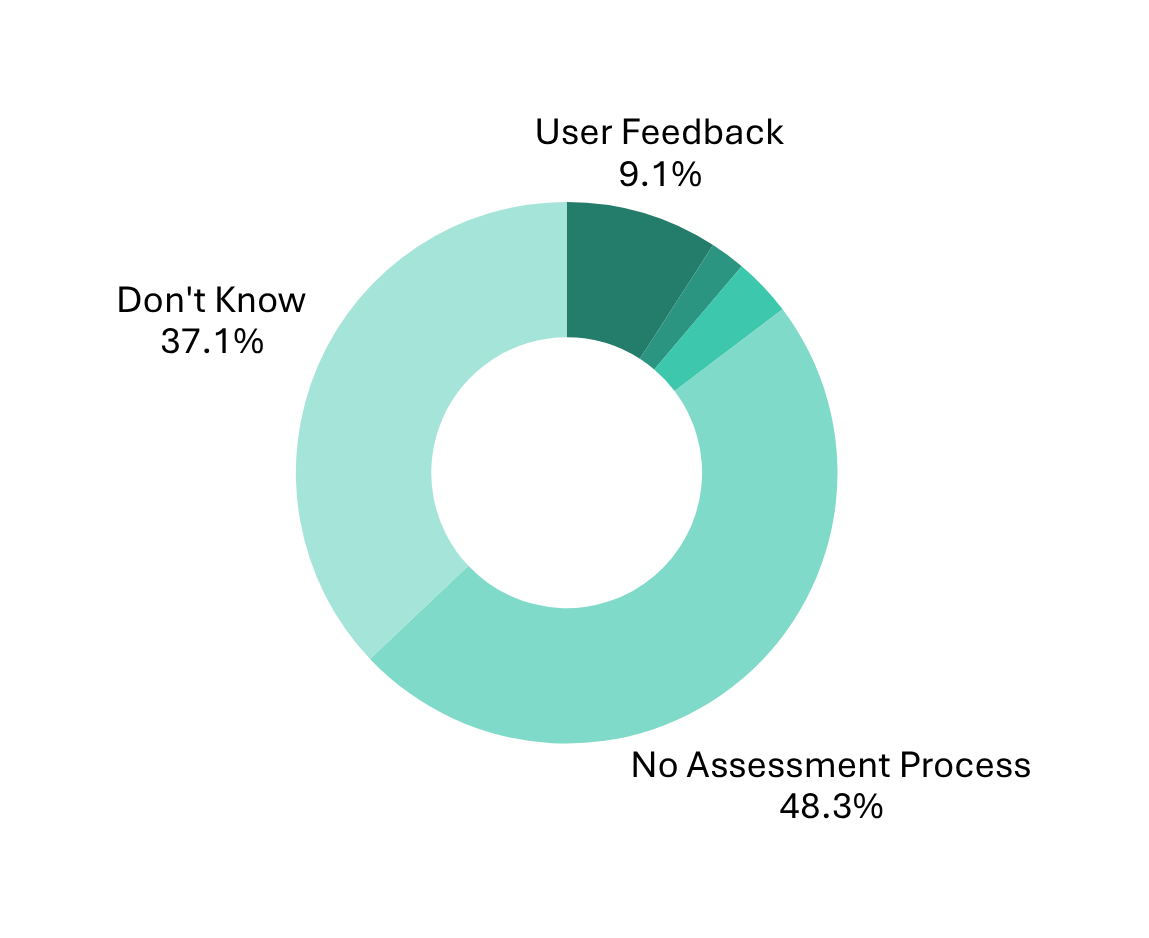 User Feedback
9.1%
Don't Know
37.1%
No Assessment Process
48.3%